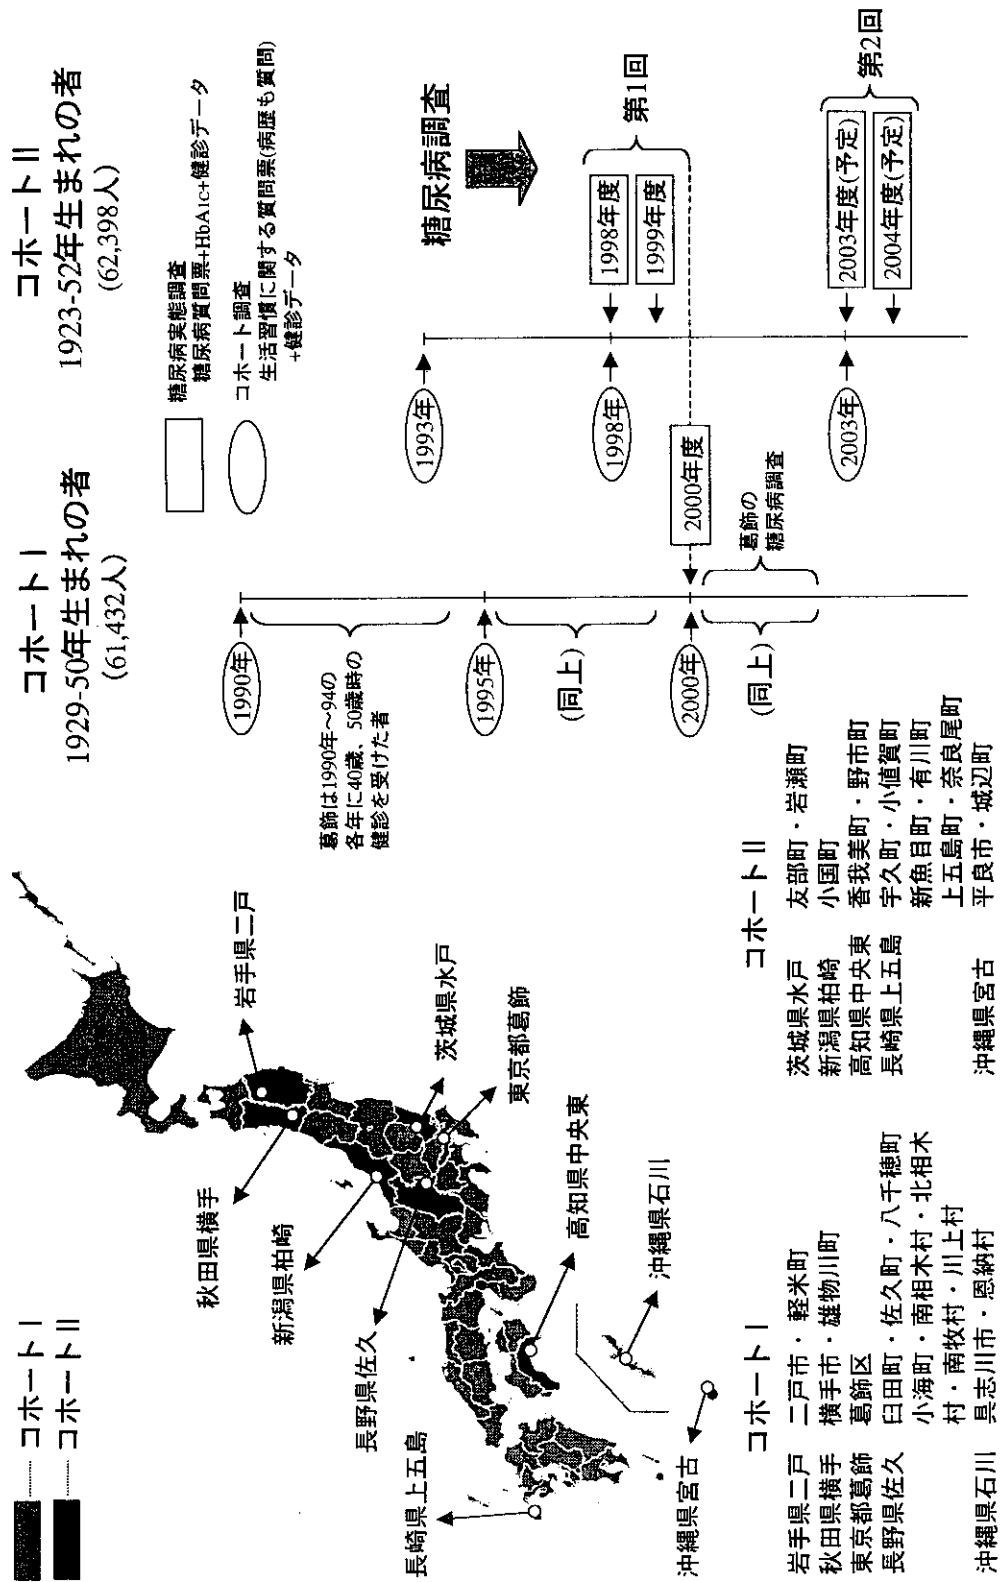 コホートI
コホートII
岩手県二戸
秋田県横手
茨城県水戸
新潟県柏崎
東京都葛飾
長野県佐久
高知県中央東
長崎県上五島
沖縄県石川
沖縄県宮古
コホートI
岩手県二戸 二戸市・軽米町
秋田県横手 横手市・雄物川町
東京都葛飾 葛飾区
長野県佐久 臼田町・佐久町・八千穂町
小海町・南相木村・北相木
村・南牧村・川上村
沖縄県石川 具志川市・恩納村
コホートII
茨城県水戸 友部町・岩瀬町
新潟県柏崎 小国町
高知県中央東 香我美町・野市町
長崎県上五島 宇久町・小値賀町
新魚目町・有川町
上五島町・奈良尾町
沖縄県宮古 平良市・城辺町
コホートI
1929-50年生まれの者
(61,432人)
コホートII
1923-52年生まれの者
(62,398人)
糖尿病実態調査
糖尿病質問票+HbA1c+健診データ
コホート調査
生活習慣に関する質問票(病歴も質問)
+健診データ
1990年
葛飾は1990年～94の
各年に40歳、50歳時の
健診を受けた者
1995年
(同上)
2000年
(同上)
2000年度
葛飾の
糖尿病調査
1993年
1998年
2003年
糖尿病調査
1998年度
1999年度
第1回
2003年度(予定)
2004年度(予定)
第2回